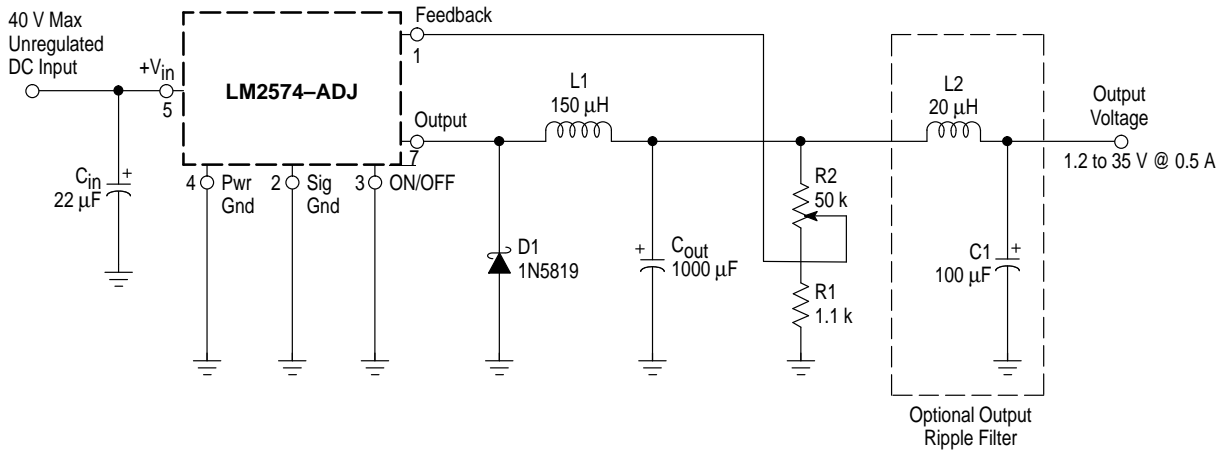 40 V Max
Unregulated
DC Input
+Vin
5
LM2574–ADJ
Feedback
1
Output
7
4
Pwr
Gnd
2
Sig
Gnd
3
ON/OFF
Cin
22 μF
+
D1
1N5819
L1
150 μH
+
Cout
1000 μF
R2
50 k
R1
1.1 k
L2
20 μH
+
C1
100 μF
Output
Voltage
1.2 to 35 V @ 0.5 A
Optional Output
Ripple Filter